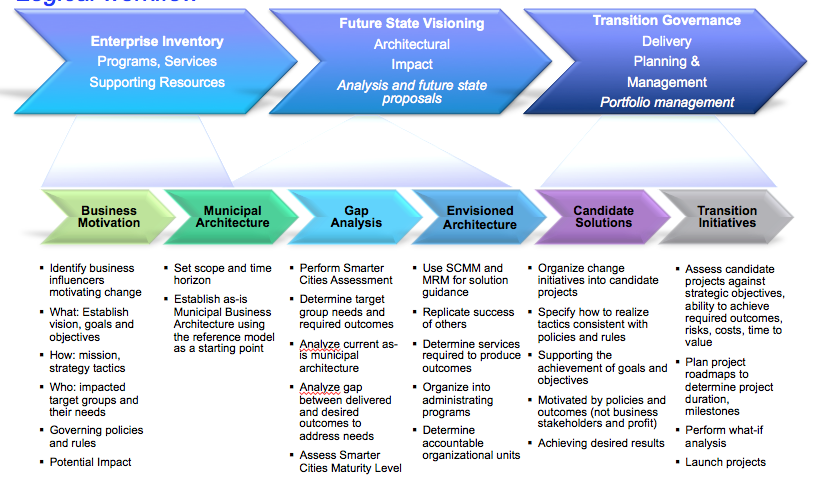 Logical workflow
Enterprise Inventory
Programs, Services
Supporting Resources
Future State Visioning
Architectural
Impact
Analysis and future state
proposals
Transition Governance
Delivery
Planning &
Management
Portfolio management
Business
Motivation
Municipal
Architecture
Gap
Analysis
Envisioned
Architecture
Candidate
Solutions
Transition
Initiatives
▪ Identify business
influencers
motivating change
▪ What: Establish
vision, goals and
objectives
▪ How: mission,
strategy tactics
▪ Who: impacted
target groups and
their needs
▪ Governing policies
and rules
▪ Potential Impact
▪ Set scope and time
horizon
▪ Establish as-is
Municipal Business
Architecture using
the reference model
as a starting point
▪ Perform Smarter
Cities Assessment
▪ Determine target
group needs and
required outcomes
▪ Analyze current as-
is municipal
architecture
▪ Analyze gap
between delivered
and desired
outcomes to
address needs
▪ Assess Smarter
Cities Maturity Level
▪ Use SCMM and
MRM for solution
guidance
▪ Replicate success
of others
▪ Determine services
required to produce
outcomes
▪ Organize into
administrating
programs
▪ Determine
accountable
organizational units
▪ Organize change
initiatives into candidate
projects
▪ Specify how to realize
tactics consistent with
policies and rules
▪ Supporting the
achievement of goals and
objectives
▪ Motivated by policies and
outcomes (not business
stakeholders and profit)
▪ Achieving desired results
▪ Assess candidate
projects against
strategic objectives,
ability to achieve
required outcomes,
risks, costs, time to
value
▪ Plan project
roadmaps to
determine project
duration,
milestones
▪ Perform what-if
analysis
▪ Launch projects